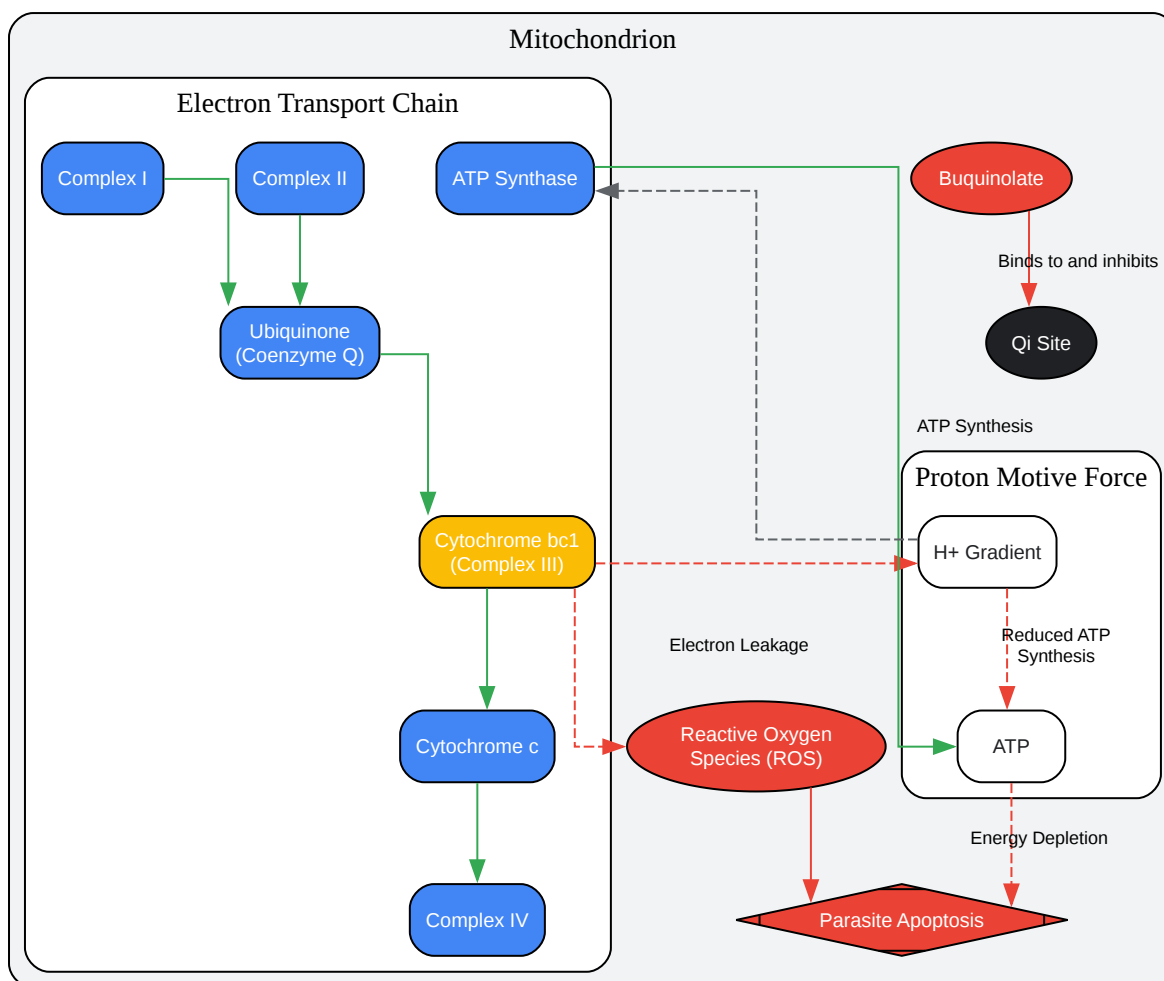 Mitochondrion
Electron Transport Chain
Complex I
Complex II
ATP Synthase
Buquinolate
Binds to and inhibits
Ubiquinone
(Coenzyme Q)
Qi Site
ATP Synthesis
Proton Motive Force
Cytochrome bc1
(Complex III)
H+ Gradient
Electron Leakage
Reduced ATP
Synthesis
Cytochrome c
Reactive Oxygen
Species (ROS)
ATP
Energy Depletion
Complex IV
Parasite Apoptosis